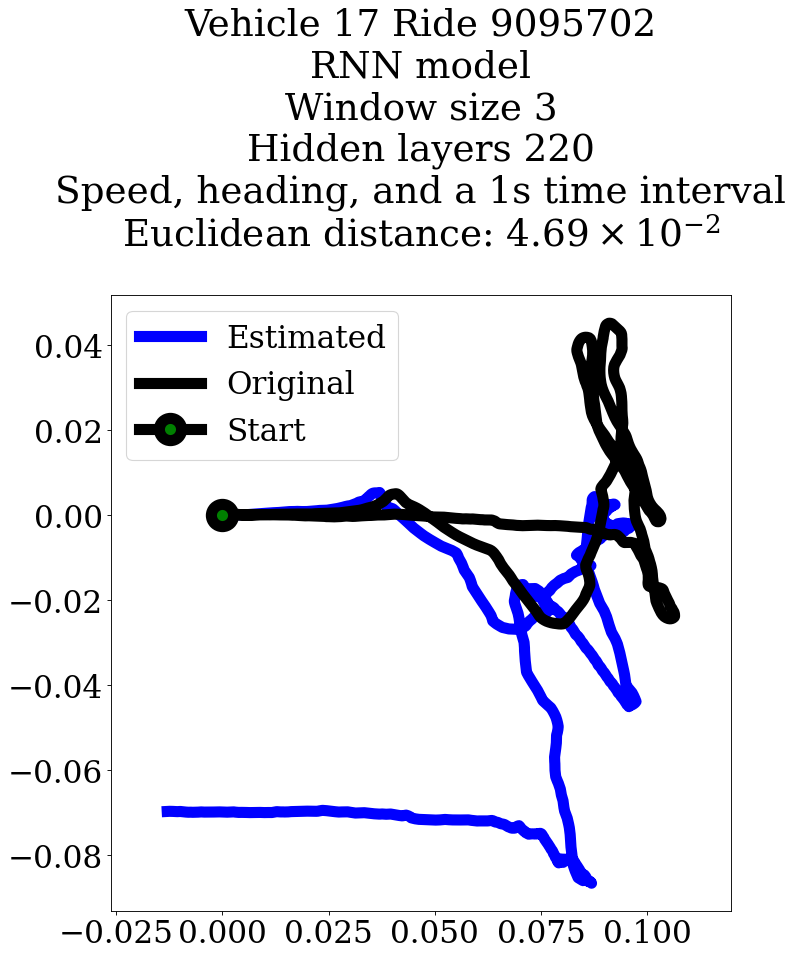 Vehicle 17 Ride 9095702
RNN model
Window size 3
Hidden layers 220
Speed, heading, and a 1s time interval
Euclidean distance: 4.69 × 10⁻²
Estimated
Original
Start
0.04
0.02
0.00
−0.02
−0.04
−0.06
−0.08
−0.025 0.000 0.025 0.050 0.075 0.100